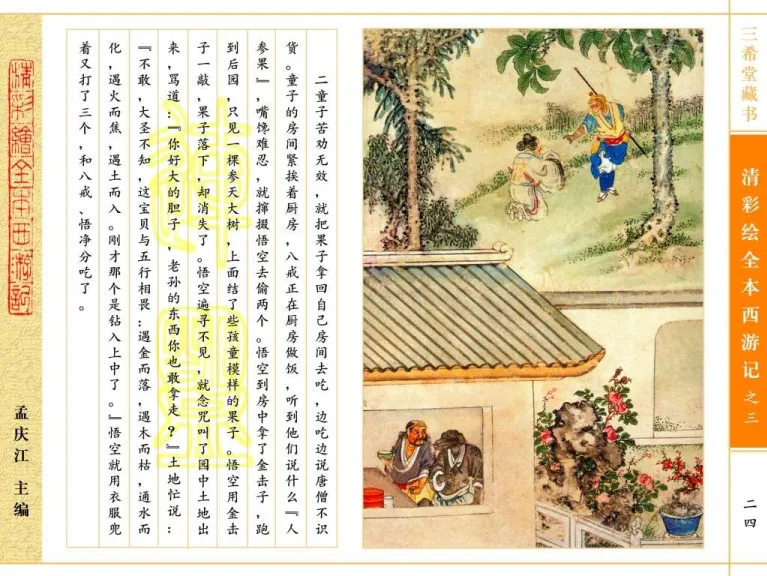 三希堂藏书
清彩绘全本西游记之三
二四
二童子苦劝无效，就把果子拿回自己房间去吃，边吃边说唐僧不识
货。童子的房间紧挨着厨房，八戒正在厨房做饭，听到他们说什么『人
参果』，嘴馋难忍，就撺掇悟空去偷两个。悟空到房中拿了金击子，跑
到后园，只见一棵参天大树，上面结了些孩童模样的果子。悟空用金击
子一敲，果子落下，却消失了。悟空遍寻不见，就念咒叫了园中土地出
来，骂道：『你好大的胆子，老孙的东西你也敢拿走？』土地忙说：
『不敢，大圣不知，这宝贝与五行相畏：遇金而落，遇木而枯，通水而
化，遇火而焦，遇土而入。刚才那个是钻入上中了。』悟空就用衣服兜
着又打了三个，和八戒、悟净分吃了。
清彩绘全本西游记
孟庆江 主编